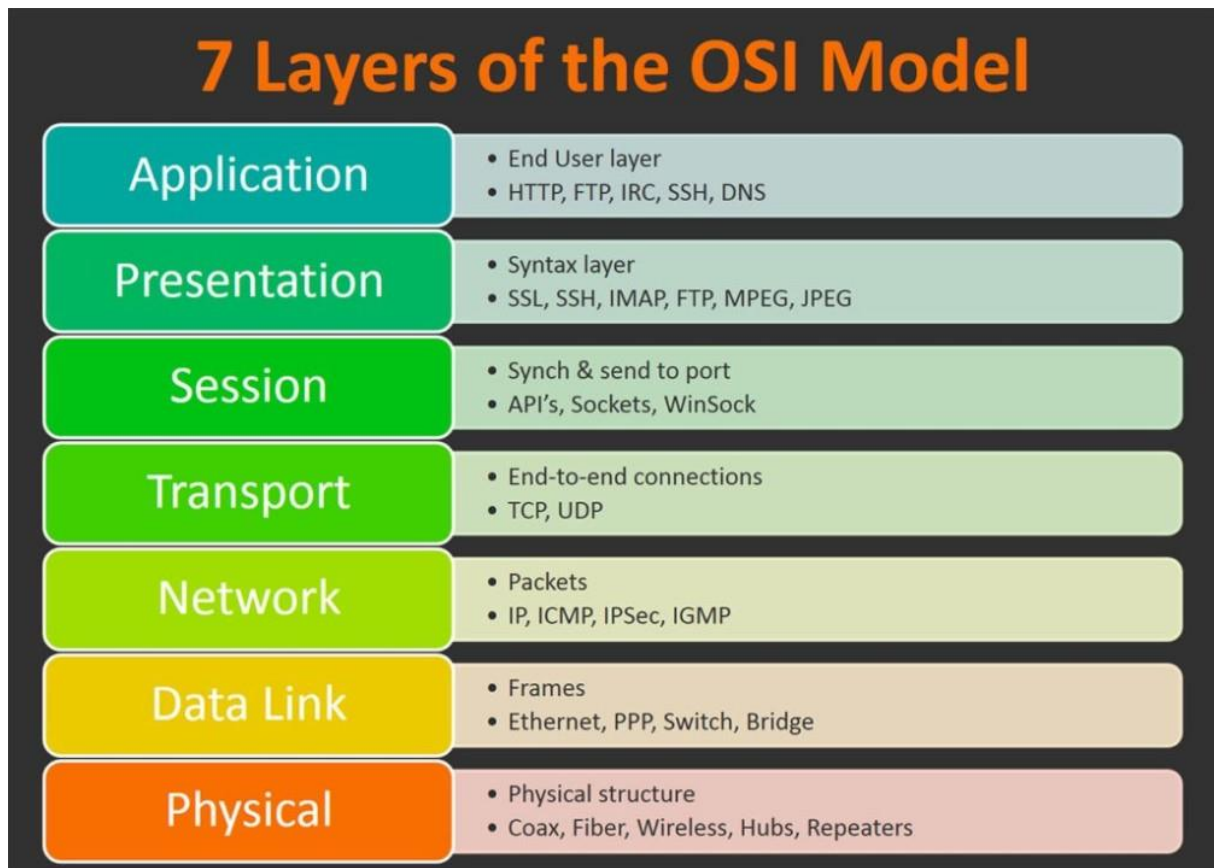 7 Layers of the OSI Model
Application
• End User layer
• HTTP, FTP, IRC, SSH, DNS
Presentation
• Syntax layer
• SSL, SSH, IMAP, FTP, MPEG, JPEG
Session
• Synch & send to port
• API's, Sockets, WinSock
Transport
• End-to-end connections
• TCP, UDP
Network
• Packets
• IP, ICMP, IPSec, IGMP
Data Link
• Frames
• Ethernet, PPP, Switch, Bridge
Physical
• Physical structure
• Coax, Fiber, Wireless, Hubs, Repeaters